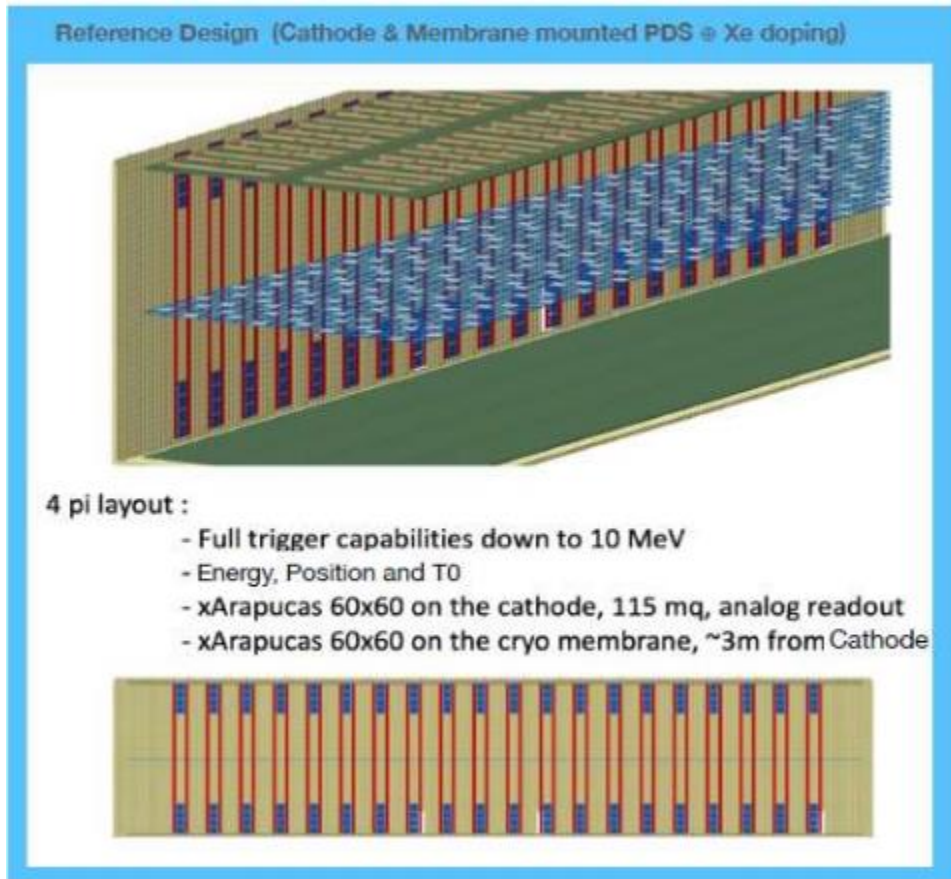 Reference Design (Cathode & Membrane mounted PDS ⊕ Xe doping)
4 pi layout :
- Full trigger capabilities down to 10 MeV
- Energy, Position and T0
- xArapucas 60x60 on the cathode, 115 mq, analog readout
- xArapucas 60x60 on the cryo membrane, ~3m from Cathode